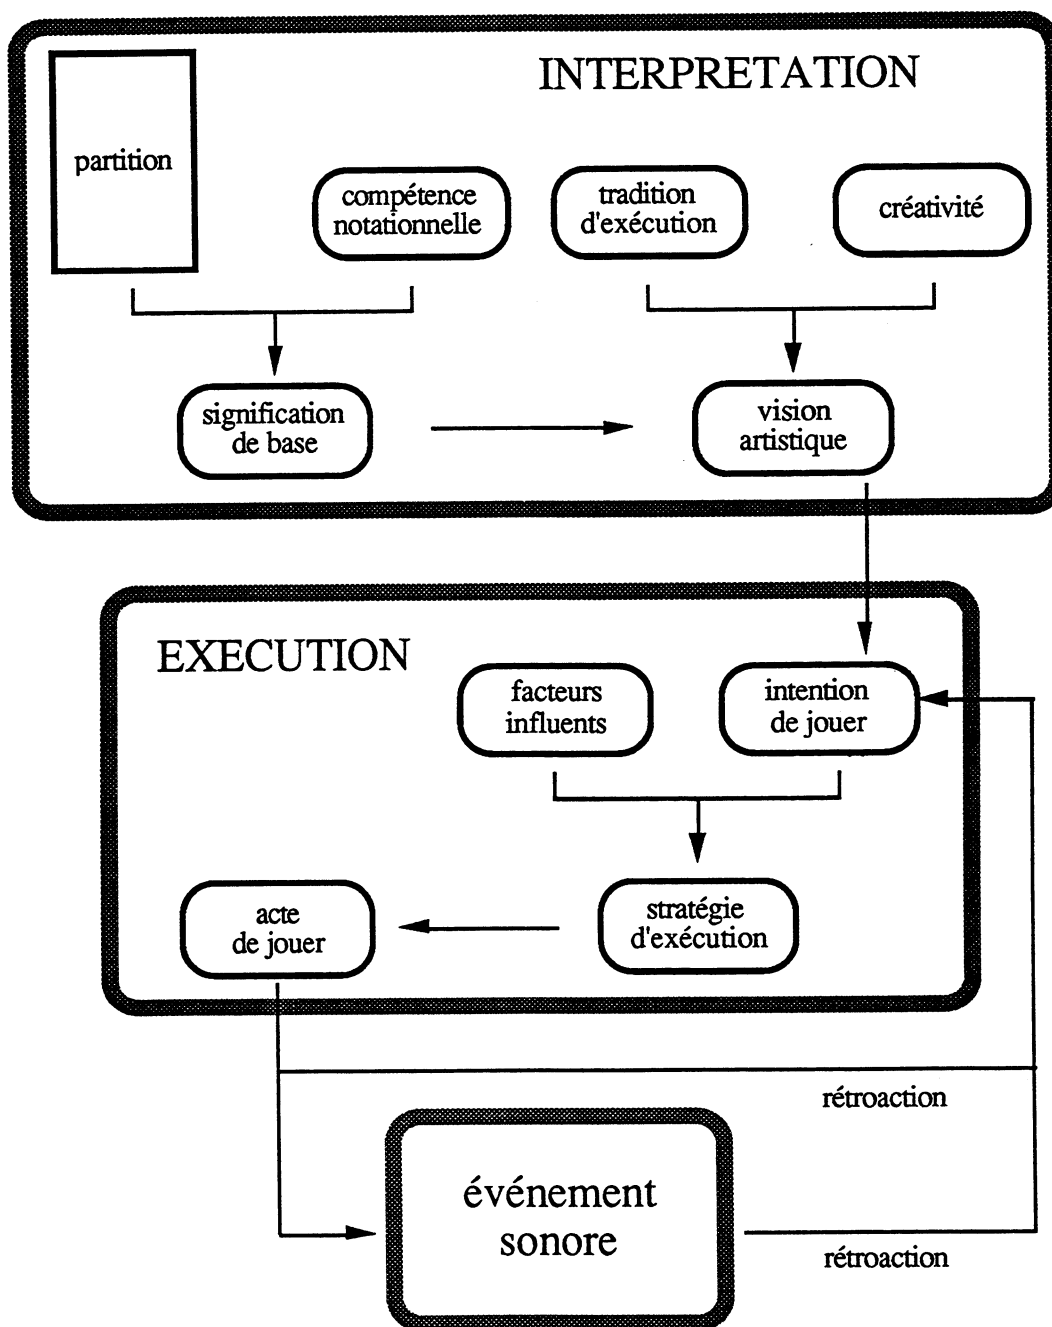 INTERPRETATION
partition
compétence
notationnelle
tradition
d'exécution
créativité
signification
de base
vision
artistique
EXECUTION
facteurs
influents
intention
de jouer
acte
de jouer
stratégie
d'exécution
rétroaction
événement
sonore
rétroaction